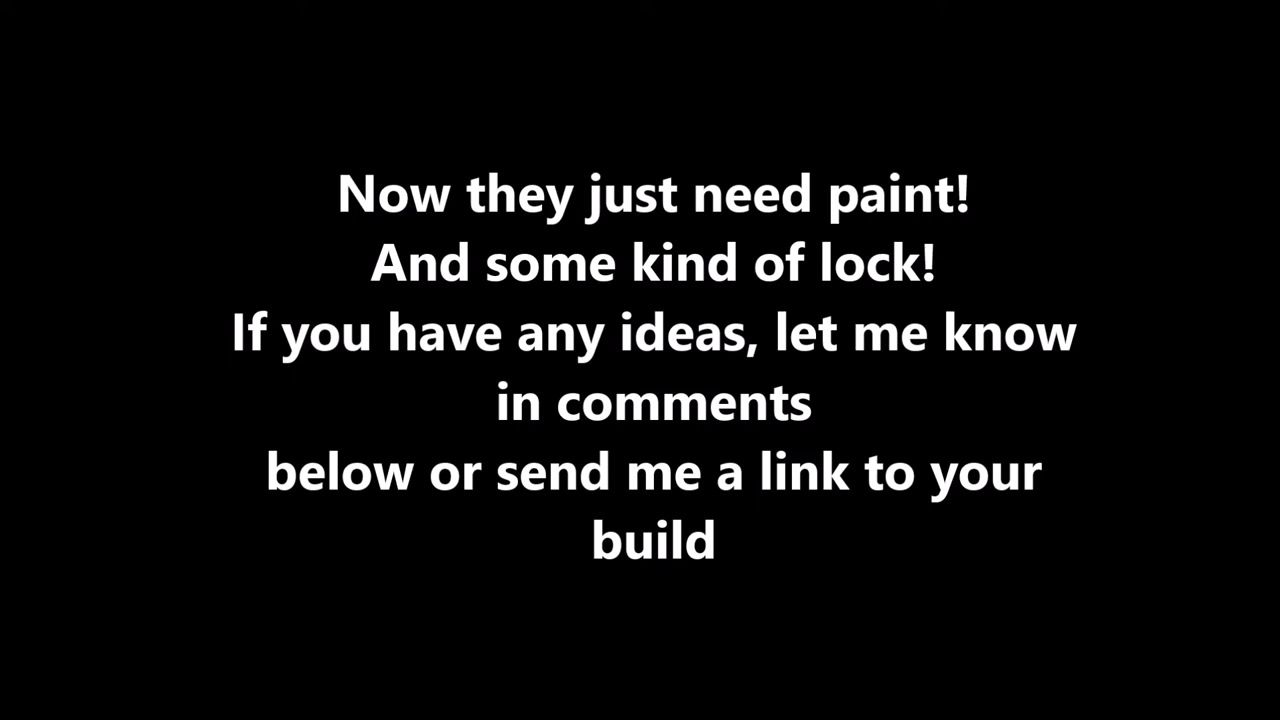 Now they just need paint!
And some kind of lock!
If you have any ideas, let me know
in comments
below or send me a link to your
build